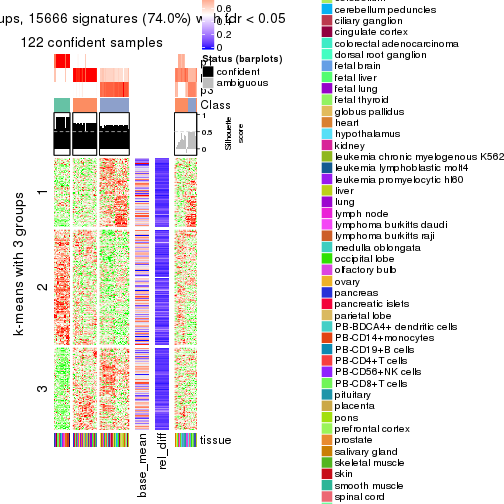 ups, 15666 signatures (74.0%) w th fdr < 0.05
122 confident samples
0.6
0.4
0.2
0
Status (barplots)
confident
ambiguous
p3
Class
1
0.5
0
Silhouette
score
k-means with 3 groups
1
2
3
base_mean
rel_diff
tissue
cerebellum peduncles
ciliary ganglion
cingulate cortex
colorectal adenocarcinoma
dorsal root ganglion
fetal brain
fetal liver
fetal lung
fetal thyroid
globus pallidus
heart
hypothalamus
kidney
leukemia chronic myelogenous K562
leukemia lymphoblastic molt4
leukemia promyelocytic hl60
liver
lung
lymph node
lymphoma burkitts daudi
lymphoma burkitts raji
medulla oblongata
occipital lobe
olfactory bulb
ovary
pancreas
pancreatic islets
parietal lobe
PB-BDCA4+ dendritic cells
PB-CD14+monocytes
PB-CD19+B cells
PB-CD4+T cells
PB-CD56+NK cells
PB-CD8+T cells
pituitary
placenta
pons
prefrontal cortex
prostate
salivary gland
skeletal muscle
skin
smooth muscle
spinal cord